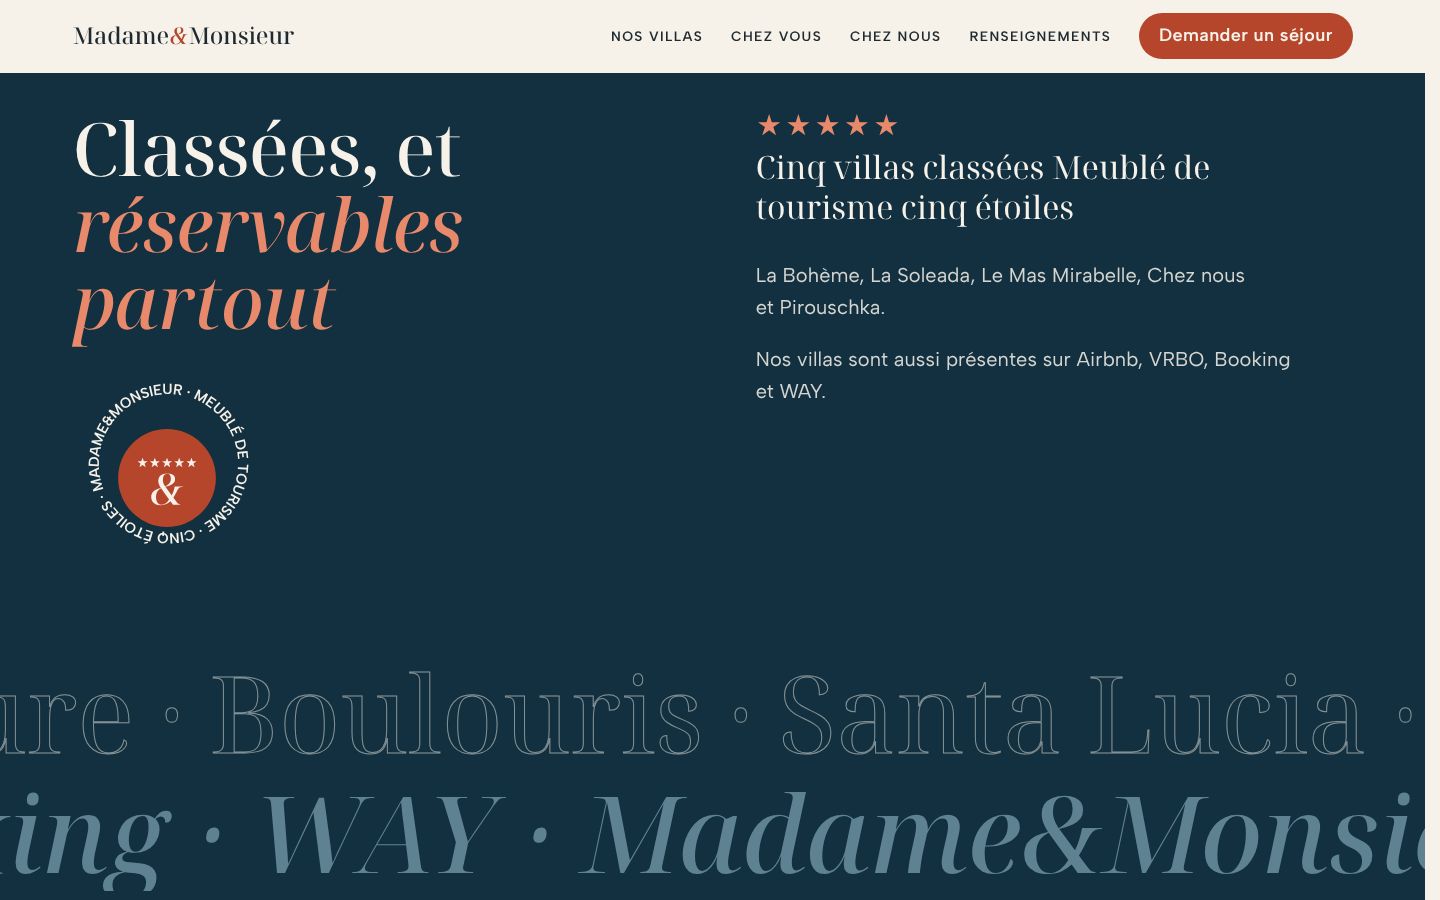 Madame&Monsieur
NOS VILLAS
CHEZ VOUS
CHEZ NOUS
RENSEIGNEMENTS
Demander un séjour
Classées, et
réservables
partout
★★★★★
Cinq villas classées Meublé de
tourisme cinq étoiles
La Bohème, La Soleada, Le Mas Mirabelle, Chez nous
et Pirouschka.
Nos villas sont aussi présentes sur Airbnb, VRBO, Booking
et WAY.
MADAME&MONSIEUR · MEUBLÉ DE TOURISME · CINQ ÉTOILES ·
★★★★★
&
ure · Boulouris · Santa Lucia ·
king · WAY · Madame&Monsie